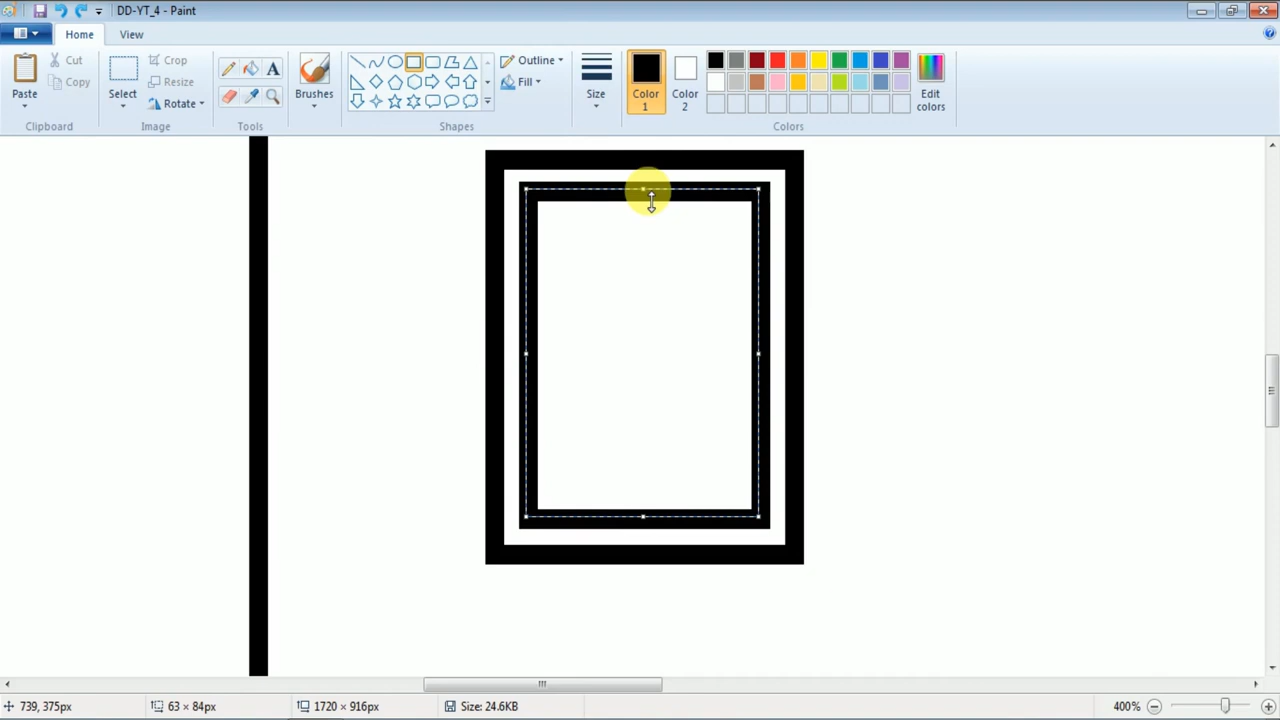 DD-YT_4 - Paint
Home
View
Paste
Cut
Copy
Clipboard
Select
Crop
Resize
Rotate
Image
A
Tools
Brushes
Outline
Fill
Shapes
Size
Color
1
Color
2
Edit
colors
Colors
739, 375px
63 × 84px
1720 × 916px
Size: 24.6KB
400%